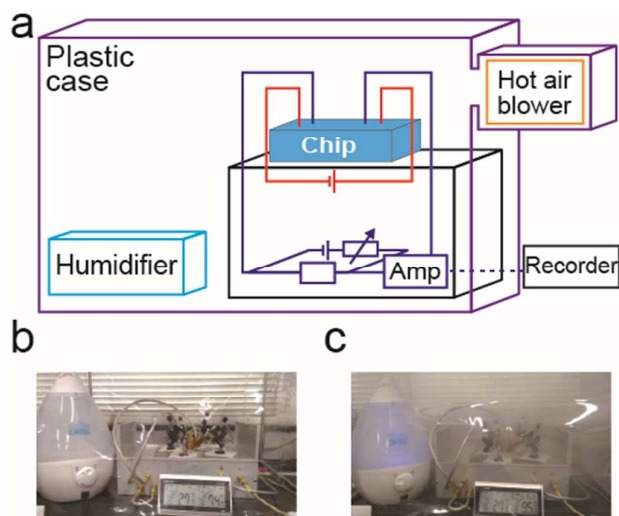 a
Plastic
case
Hot air
blower
Chip
Humidifier
Amp
Recorder
b
c